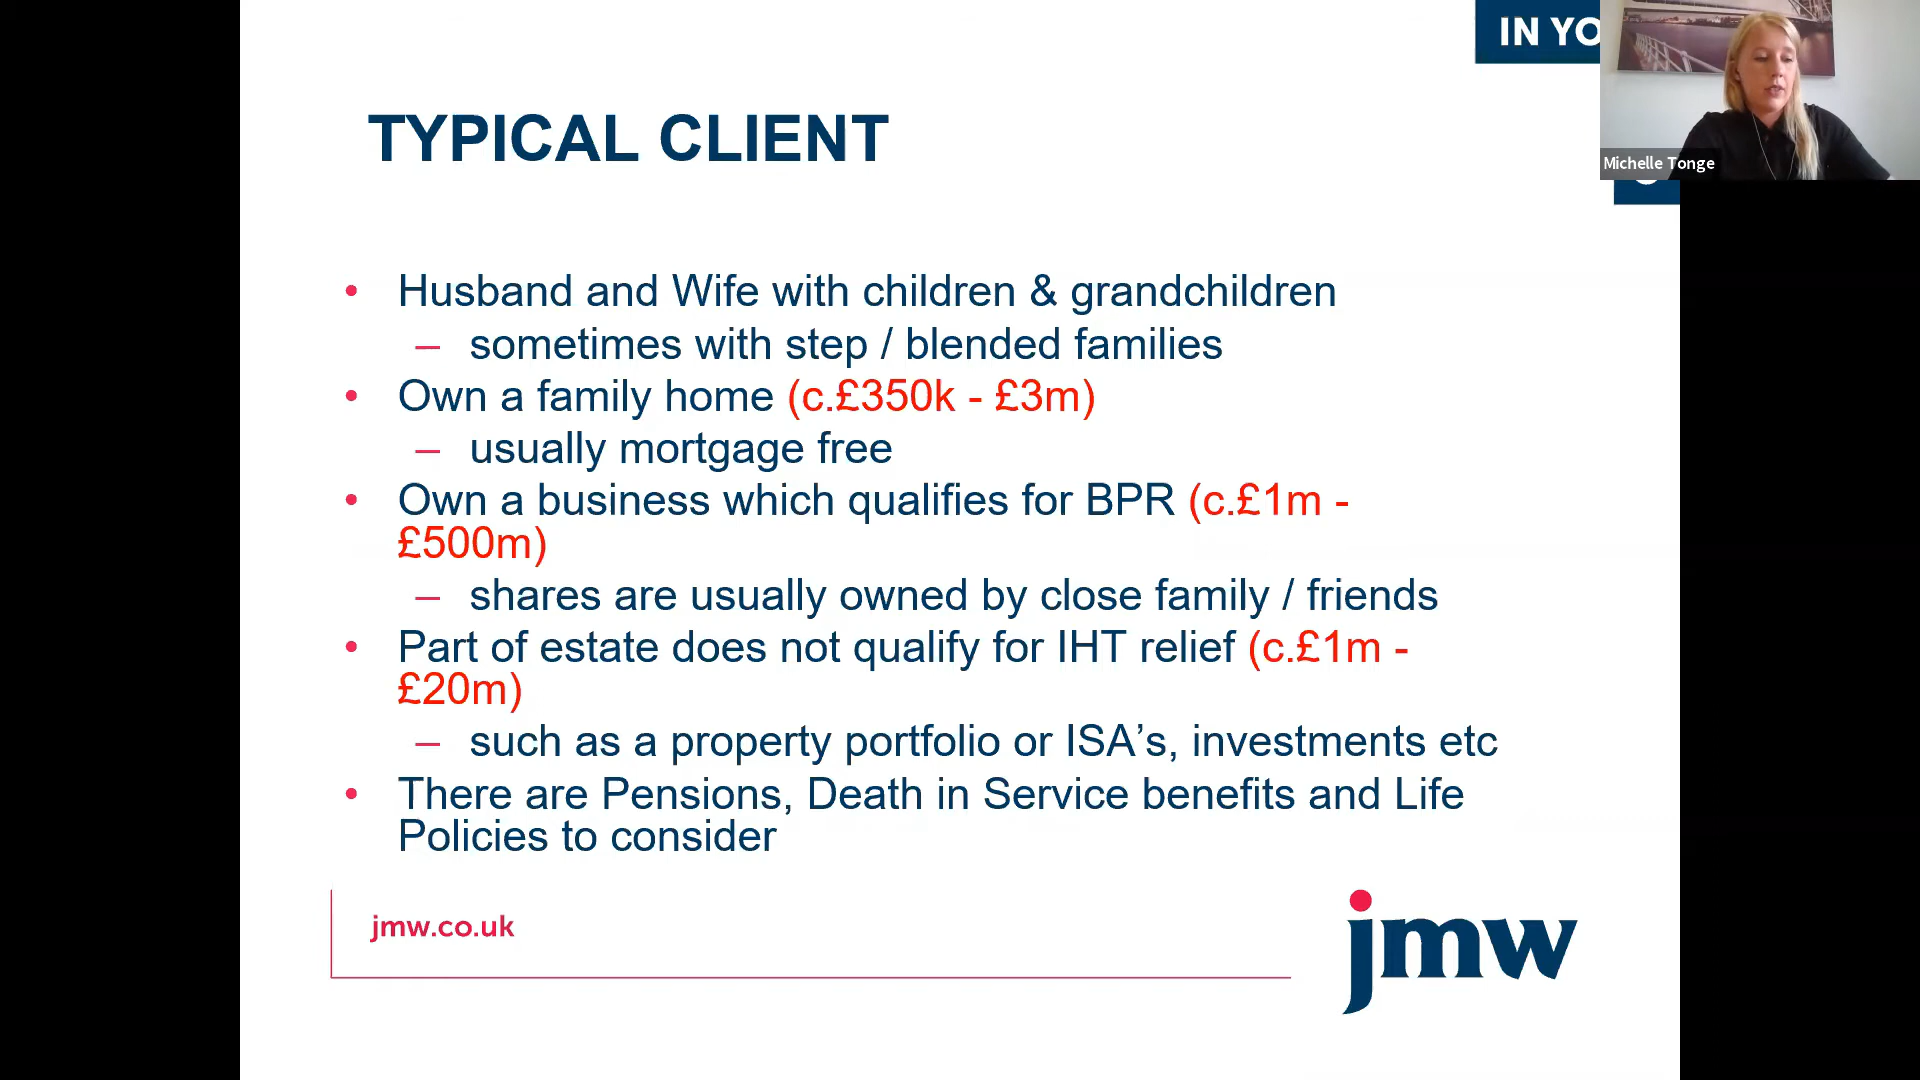 IN YO
Michelle Tonge
TYPICAL CLIENT
• Husband and Wife with children & grandchildren
– sometimes with step / blended families
• Own a family home (c.£350k - £3m)
– usually mortgage free
• Own a business which qualifies for BPR (c.£1m -
£500m)
– shares are usually owned by close family / friends
• Part of estate does not qualify for IHT relief (c.£1m -
£20m)
– such as a property portfolio or ISA’s, investments etc
• There are Pensions, Death in Service benefits and Life
Policies to consider
jmw.co.uk
jmw